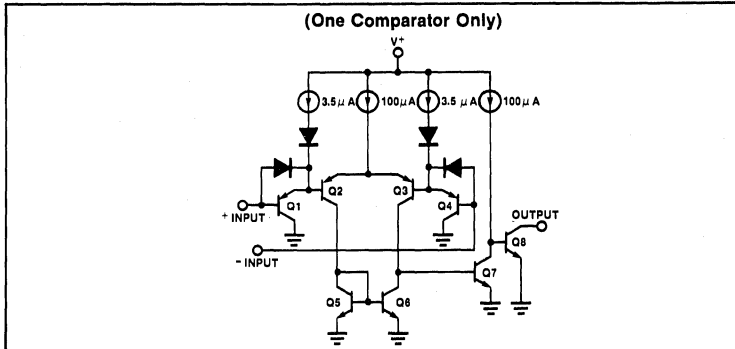 (One Comparator Only)
V+
3.5 μA
100μA
3.5 μA
100μA
Q1
Q2
Q3
Q4
+ INPUT
- INPUT
OUTPUT
Q8
Q7
Q5
Q6